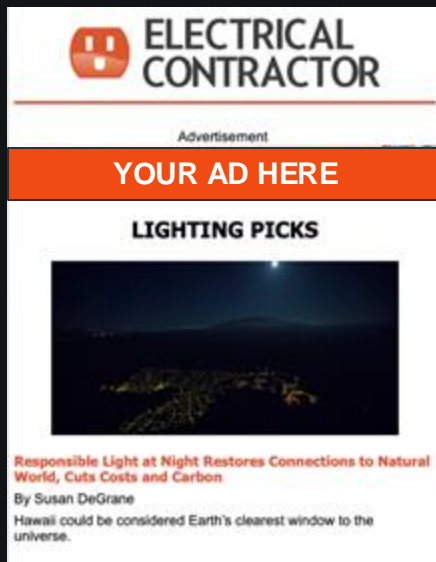 ELECTRICAL
CONTRACTOR
Advertisement
YOUR AD HERE
LIGHTING PICKS
Responsible Light at Night Restores Connections to Natural
World, Cuts Costs and Carbon
By Susan DeGrane
Hawaii could be considered Earth's clearest window to the
universe.